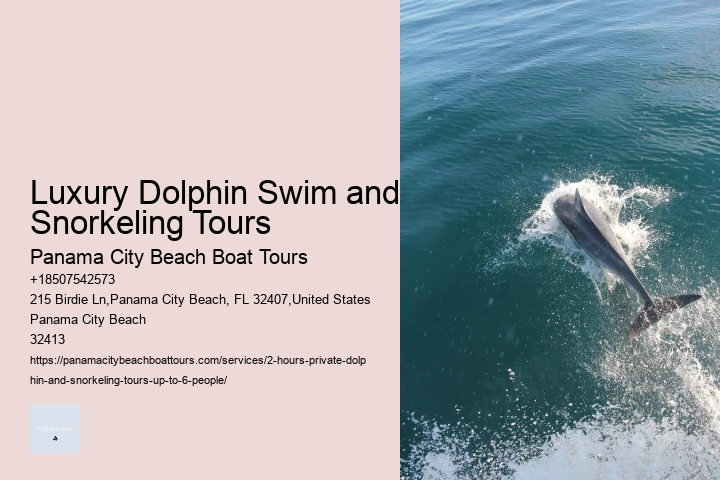 Luxury Dolphin Swim and
Snorkeling Tours
Panama City Beach Boat Tours
+18507542573
215 Birdie Ln,Panama City Beach, FL 32407,United States
Panama City Beach
32413
https://panamacitybeachboattours.com/services/2-hours-private-dolp
hin-and-snorkeling-tours-up-to-6-people/